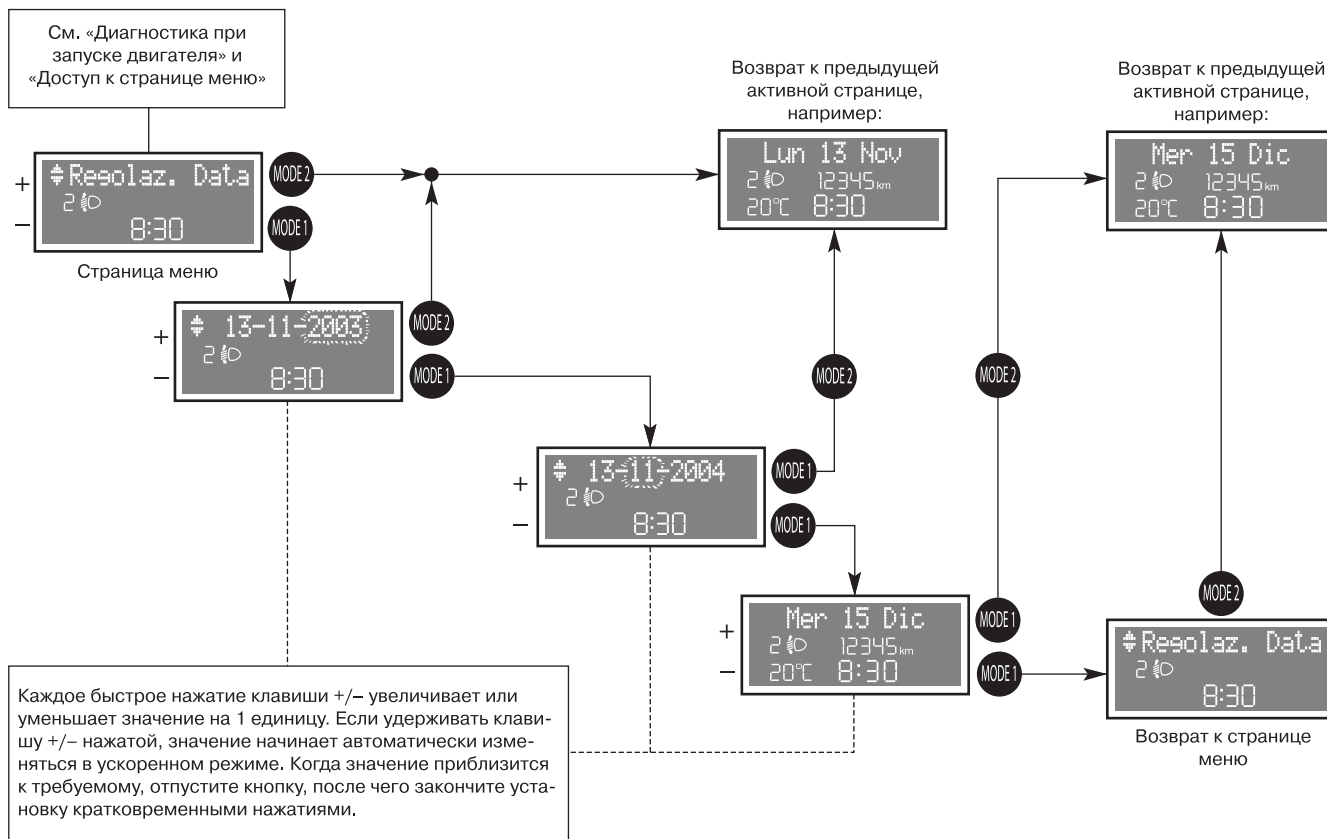 См. «Диагностика при
запуске двигателя» и
«Доступ к странице меню»
Regolaz. Data
2
8:30
+
–
MODE 2
MODE 1
Страница меню
13-11-2003
2
8:30
+
–
MODE 2
MODE 1
Возврат к предыдущей
активной странице,
например:
Lun 13 Nov
2 12345 km
20°C 8:30
MODE 2
13-11-2004
2
8:30
+
–
MODE 1
MODE 1
Возврат к предыдущей
активной странице,
например:
Mer 15 Dic
2 12345 km
20°C 8:30
MODE 2
Mer 15 Dic
2 12345 km
20°C 8:30
+
–
MODE 1
MODE 1
MODE 2
Regolaz. Data
2
8:30
Возврат к странице
меню
Каждое быстрое нажатие клавиши +/– увеличивает или
уменьшает значение на 1 единицу. Если удерживать клави-
шу +/– нажатой, значение начинает автоматически изме-
няться в ускоренном режиме. Когда значение приблизится
к требуемому, отпустите кнопку, после чего закончите уста-
новку кратковременными нажатиями.